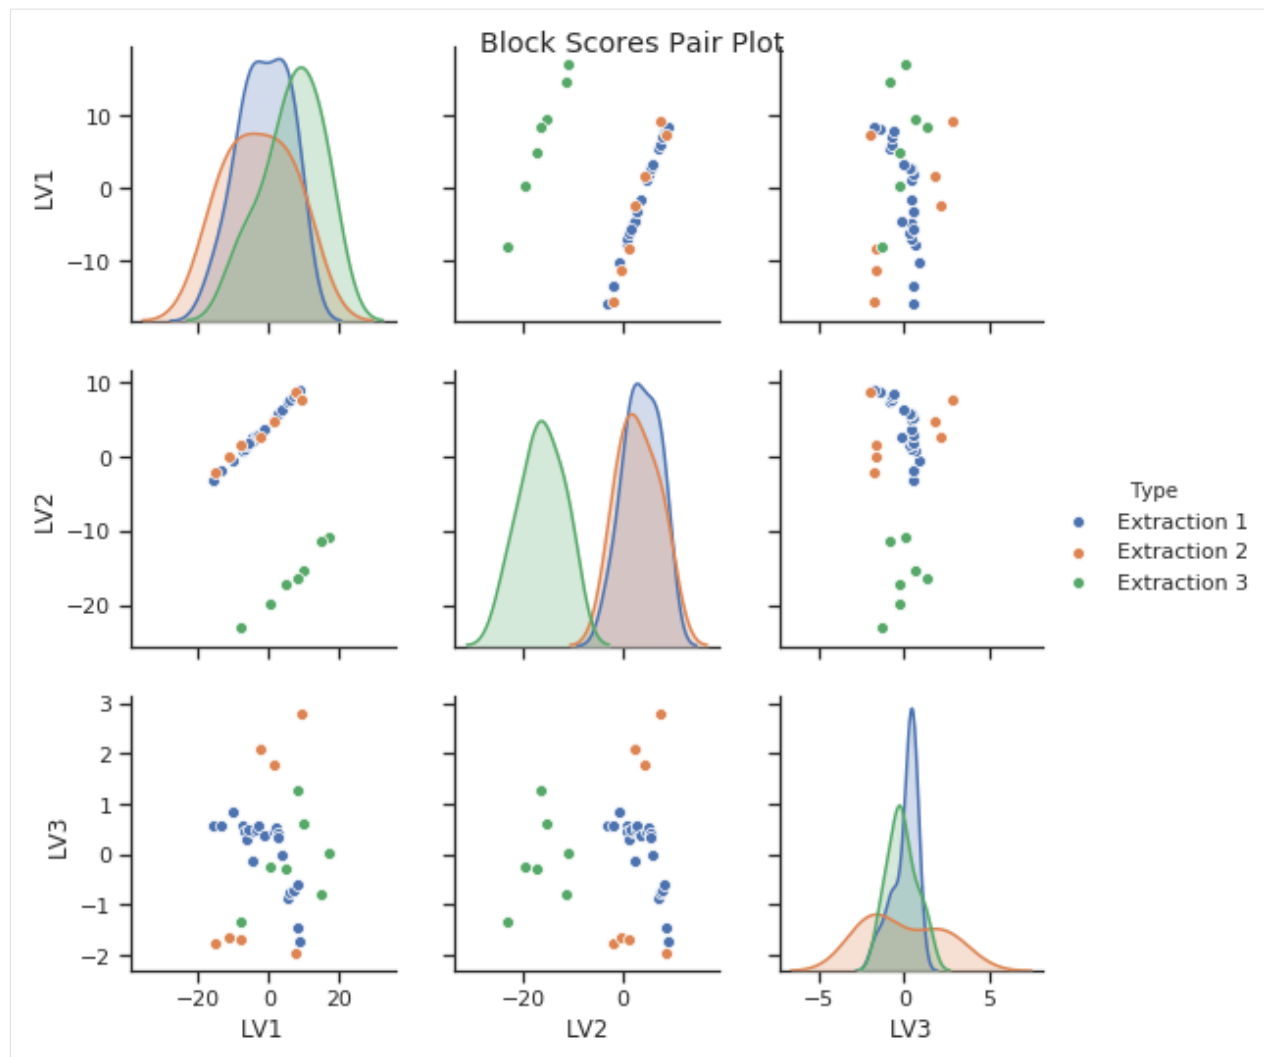 Block Scores Pair Plot
LV1
10
0
−10
LV2
10
0
−10
−20
Type
Extraction 1
Extraction 2
Extraction 3
LV3
3
2
1
0
−1
−2
−20 0 20
−20 0
−5 0 5
LV1
LV2
LV3